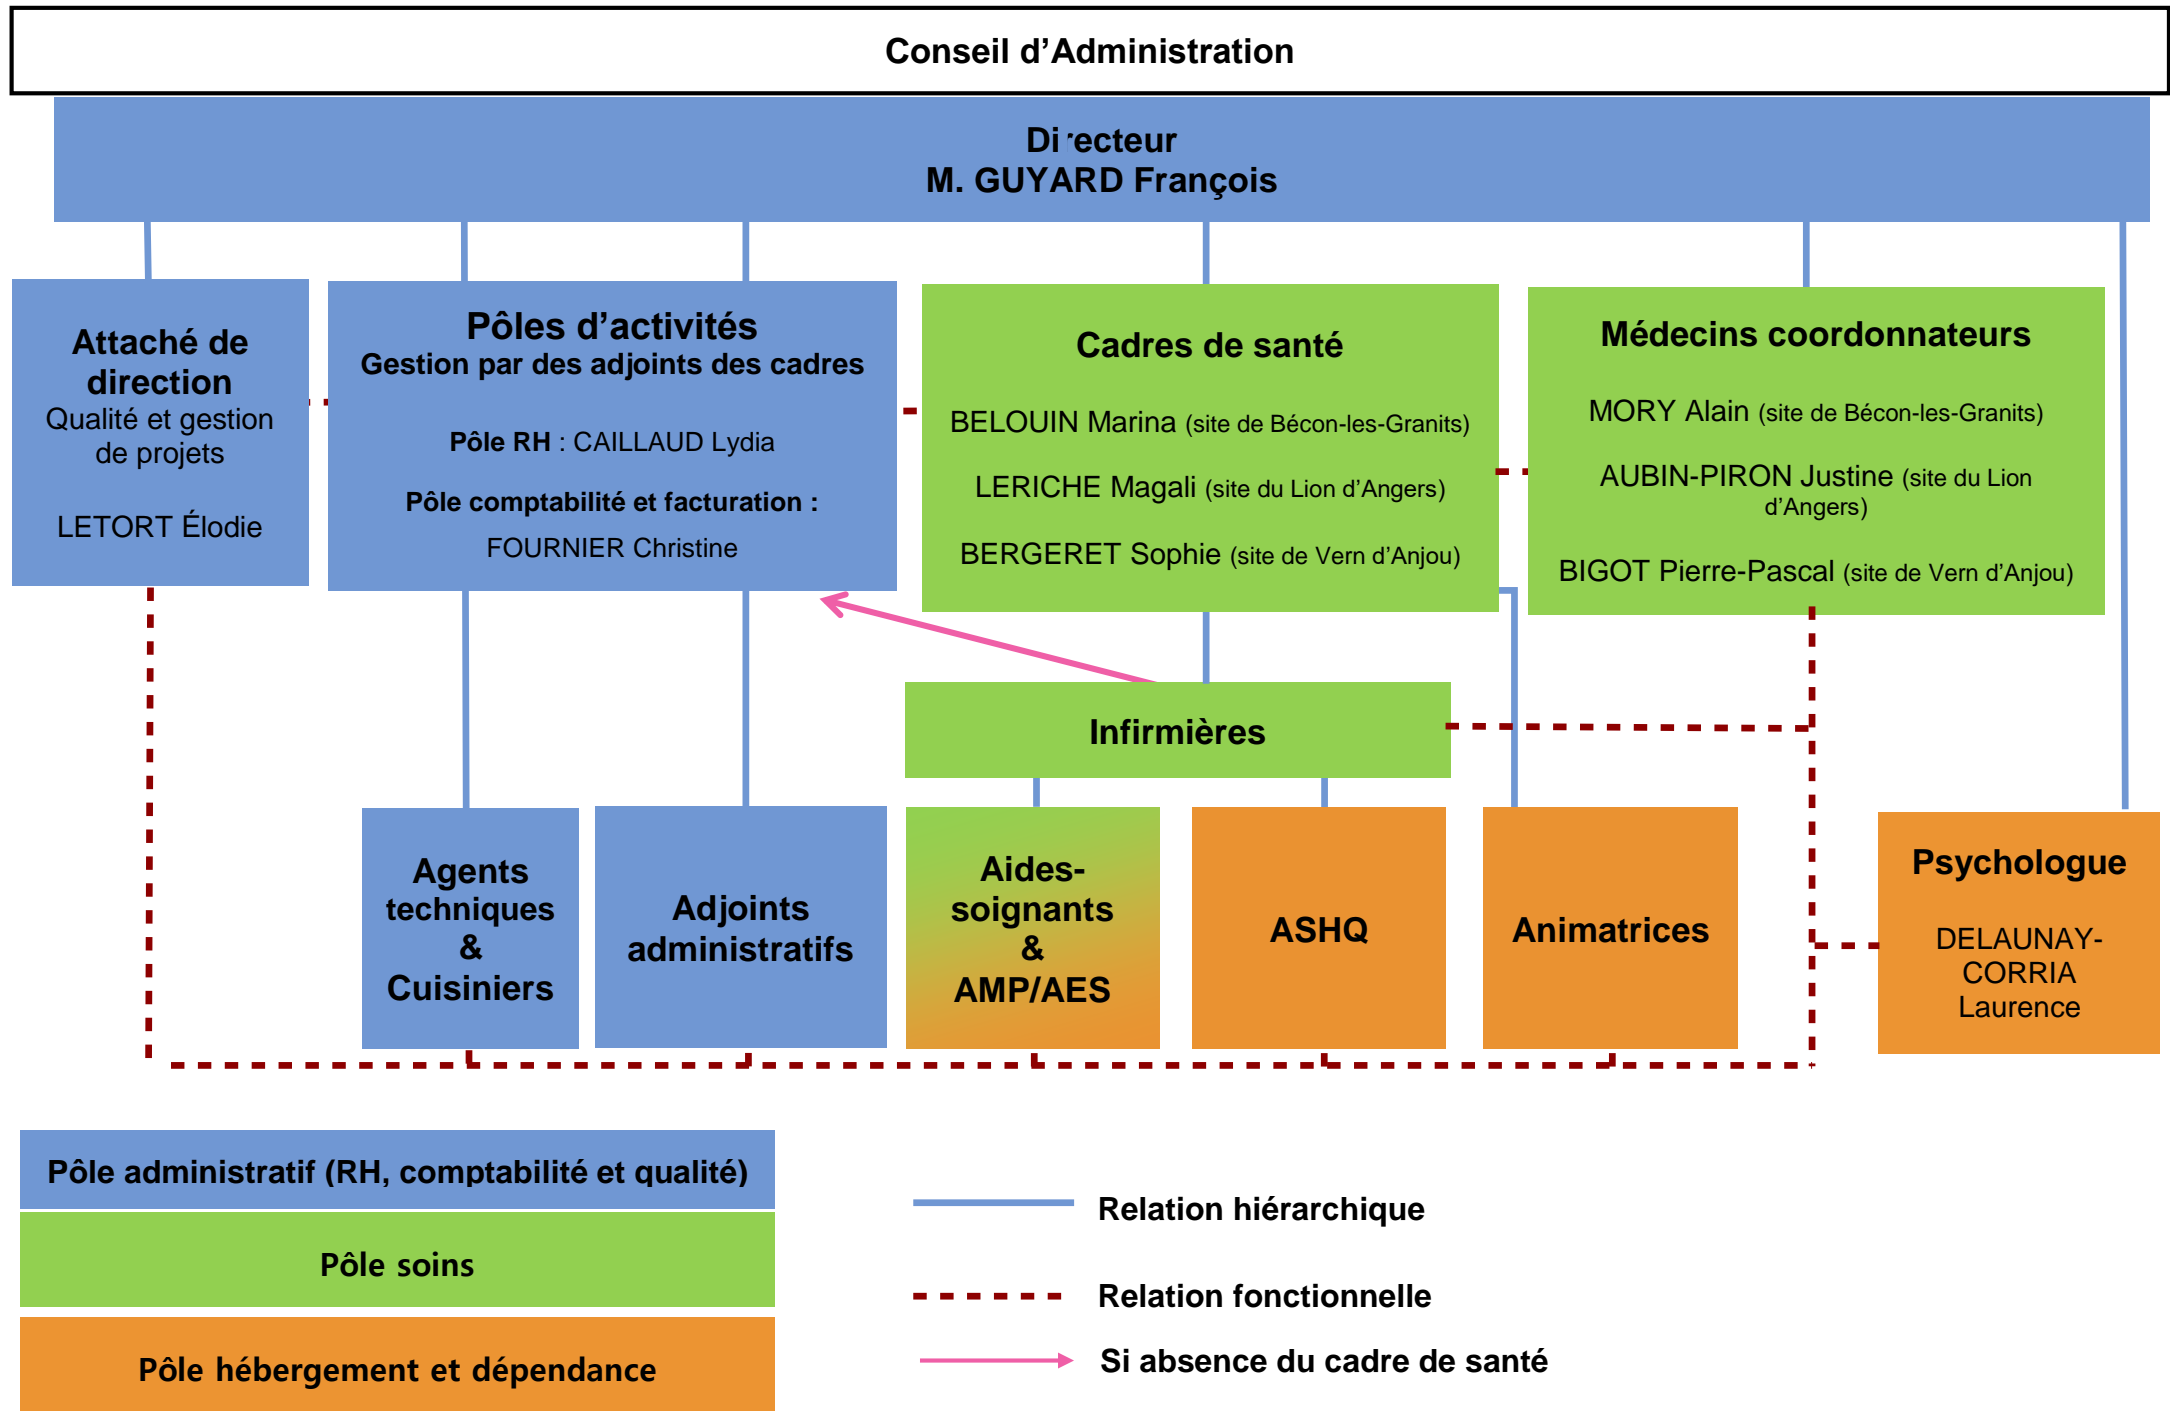 Conseil d’Administration
Directeur
M. GUYARD François
Attaché de
direction
Qualité et gestion
de projets
LETORT Élodie
Pôles d’activités
Gestion par des adjoints des cadres
Pôle RH : CAILLAUD Lydia
Pôle comptabilité et facturation :
FOURNIER Christine
Cadres de santé
BELOUIN Marina (site de Bécon-les-Granits)
LERICHE Magali (site du Lion d’Angers)
BERGERET Sophie (site de Vern d’Anjou)
Médecins coordonnateurs
MORY Alain (site de Bécon-les-Granits)
AUBIN-PIRON Justine (site du Lion
d’Angers)
BIGOT Pierre-Pascal (site de Vern d’Anjou)
Infirmières
Agents
techniques
&
Cuisiniers
Adjoints
administratifs
Aides-
soignants
&
AMP/AES
ASHQ
Animatrices
Psychologue
DELAUNAY-
CORRIA
Laurence
Pôle administratif (RH, comptabilité et qualité)
Pôle soins
Pôle hébergement et dépendance
Relation hiérarchique
Relation fonctionnelle
Si absence du cadre de santé